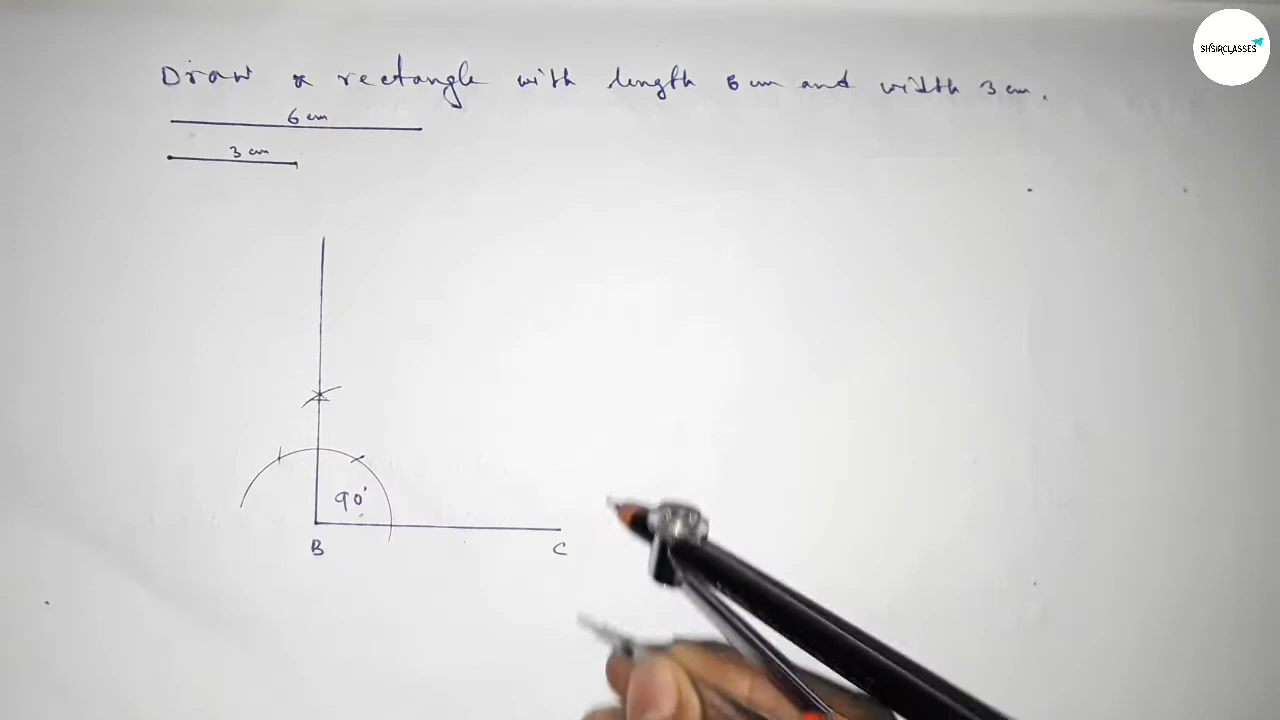 SHSIRCLASSES
Draw a rectangle with length 6 cm and width 3 cm.
6 cm
3 cm
90°
B C